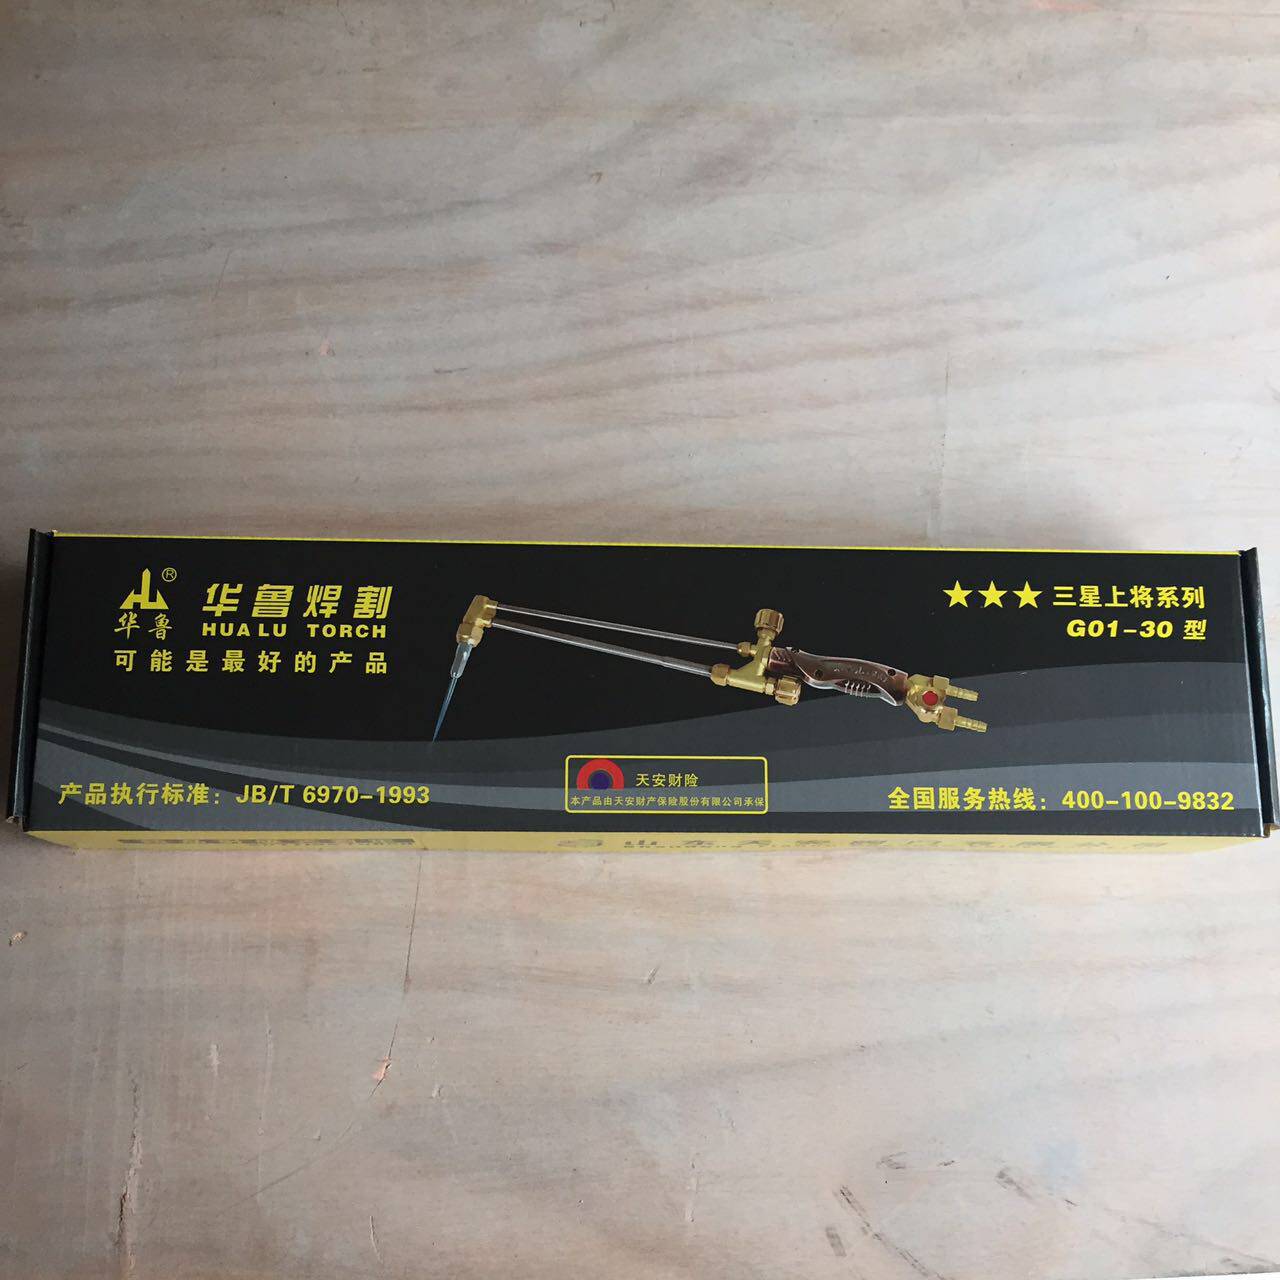 ®
华鲁
华鲁焊割
HUALU TORCH
可能是最好的产品
★★★三星上将系列
G01-30 型
天安财险
本产品由天安财产保险股份有限公司承保
产品执行标准：JB/T 6970-1993
全国服务热线：400-100-9832